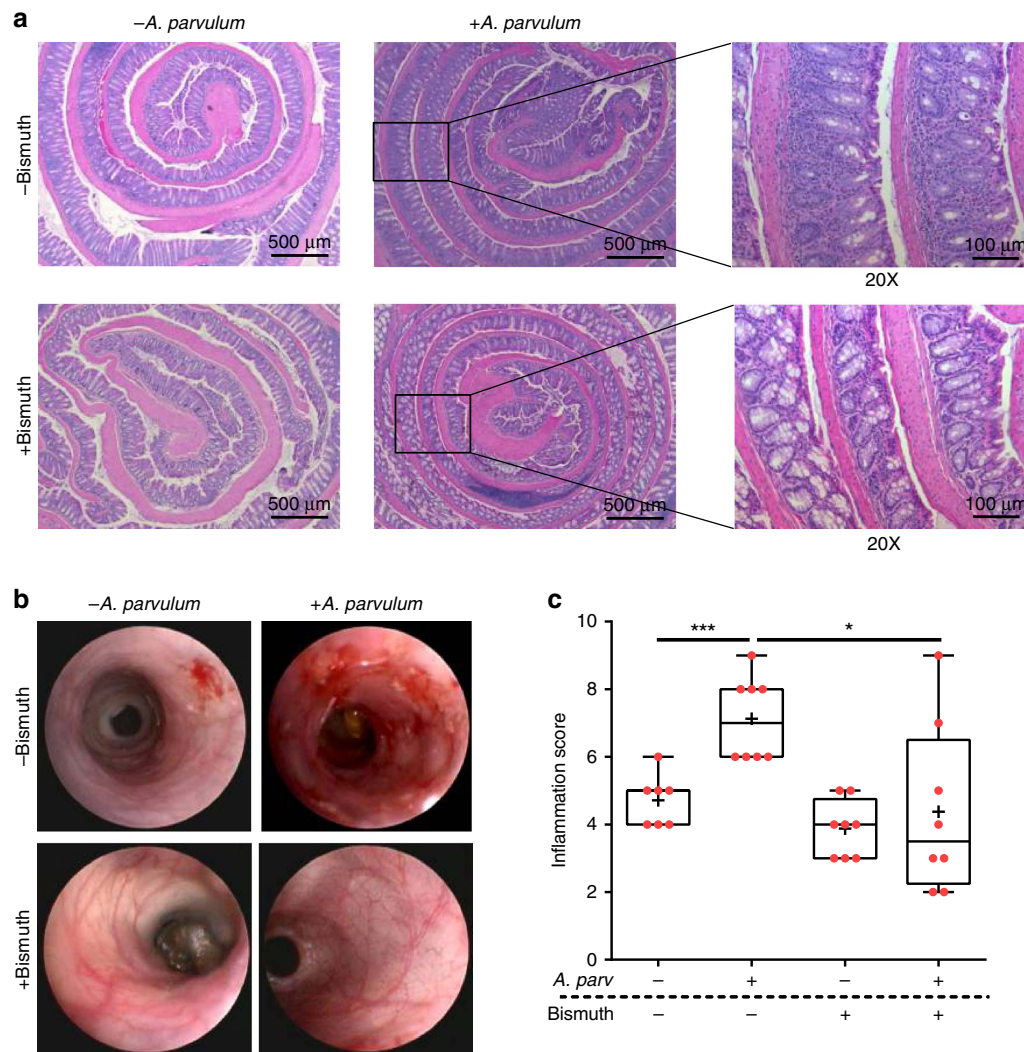 a
–A. parvulum
+A. parvulum
–Bismuth
500 μm
500 μm
100 μm
20X
+Bismuth
500 μm
500 μm
100 μm
20X
b
–A. parvulum
+A. parvulum
–Bismuth
+Bismuth
c
10
8
6
4
2
0
Inflammation score
***
*
A. parv – + – +
Bismuth – – + +